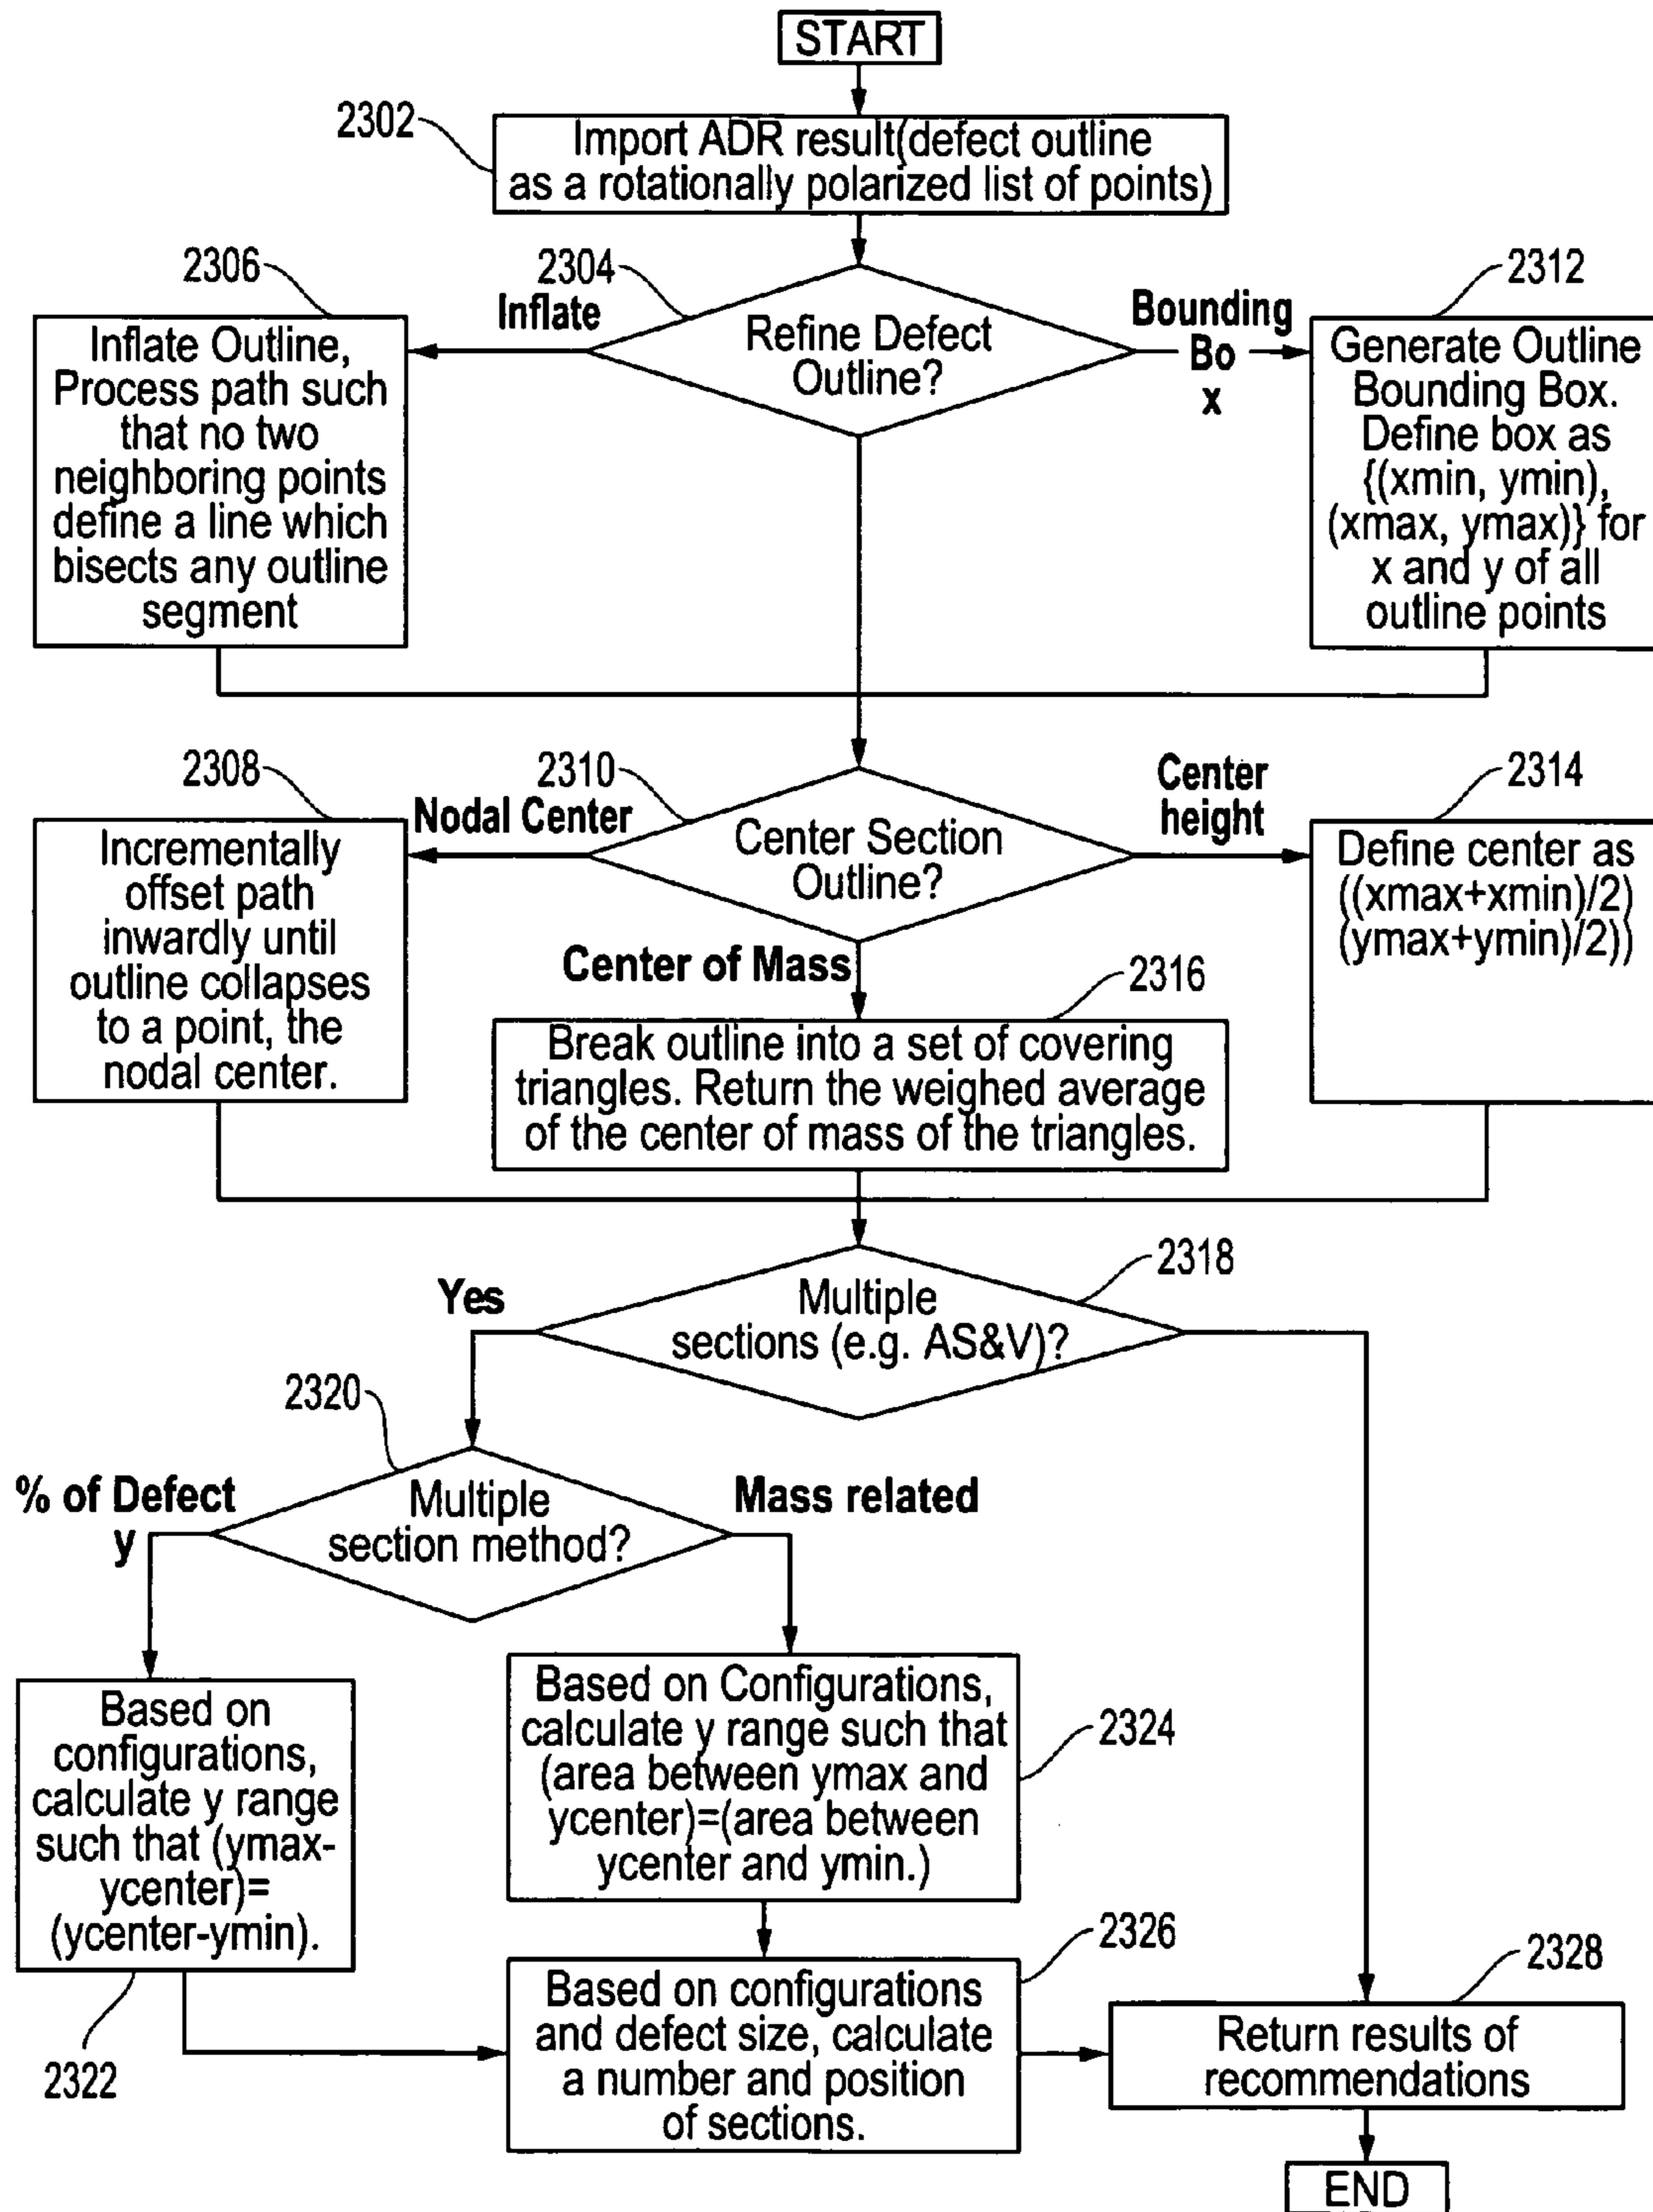 START
2302
Import ADR result(defect outline
as a rotationally polarized list of points)
2306
2304
2312
Inflate
Refine Defect
Outline?
Bounding
Bo
x
Inflate Outline,
Process path such
that no two
neighboring points
define a line which
bisects any outline
segment
Generate Outline
Bounding Box.
Define box as
{(xmin, ymin),
(xmax, ymax)} for
x and y of all
outline points
2308
2310
2314
Nodal Center
Center Section
Outline?
Center
height
Incrementally
offset path
inwardly until
outline collapses
to a point, the
nodal center.
Define center as
((xmax+xmin)/2)
(ymax+ymin)/2))
Center of Mass
2316
Break outline into a set of covering
triangles. Return the weighed average
of the center of mass of the triangles.
2318
Yes
Multiple
sections (e.g. AS&V)?
2320
% of Defect
y
Multiple
section method?
Mass related
Based on
configurations,
calculate y range
such that (ymax-
ycenter)=
(ycenter-ymin).
2322
Based on Configurations,
calculate y range such that
(area between ymax and
ycenter)=(area between
ycenter and ymin.)
2324
2326
Based on configurations
and defect size, calculate
a number and position
of sections.
2328
Return results of
recommendations
END